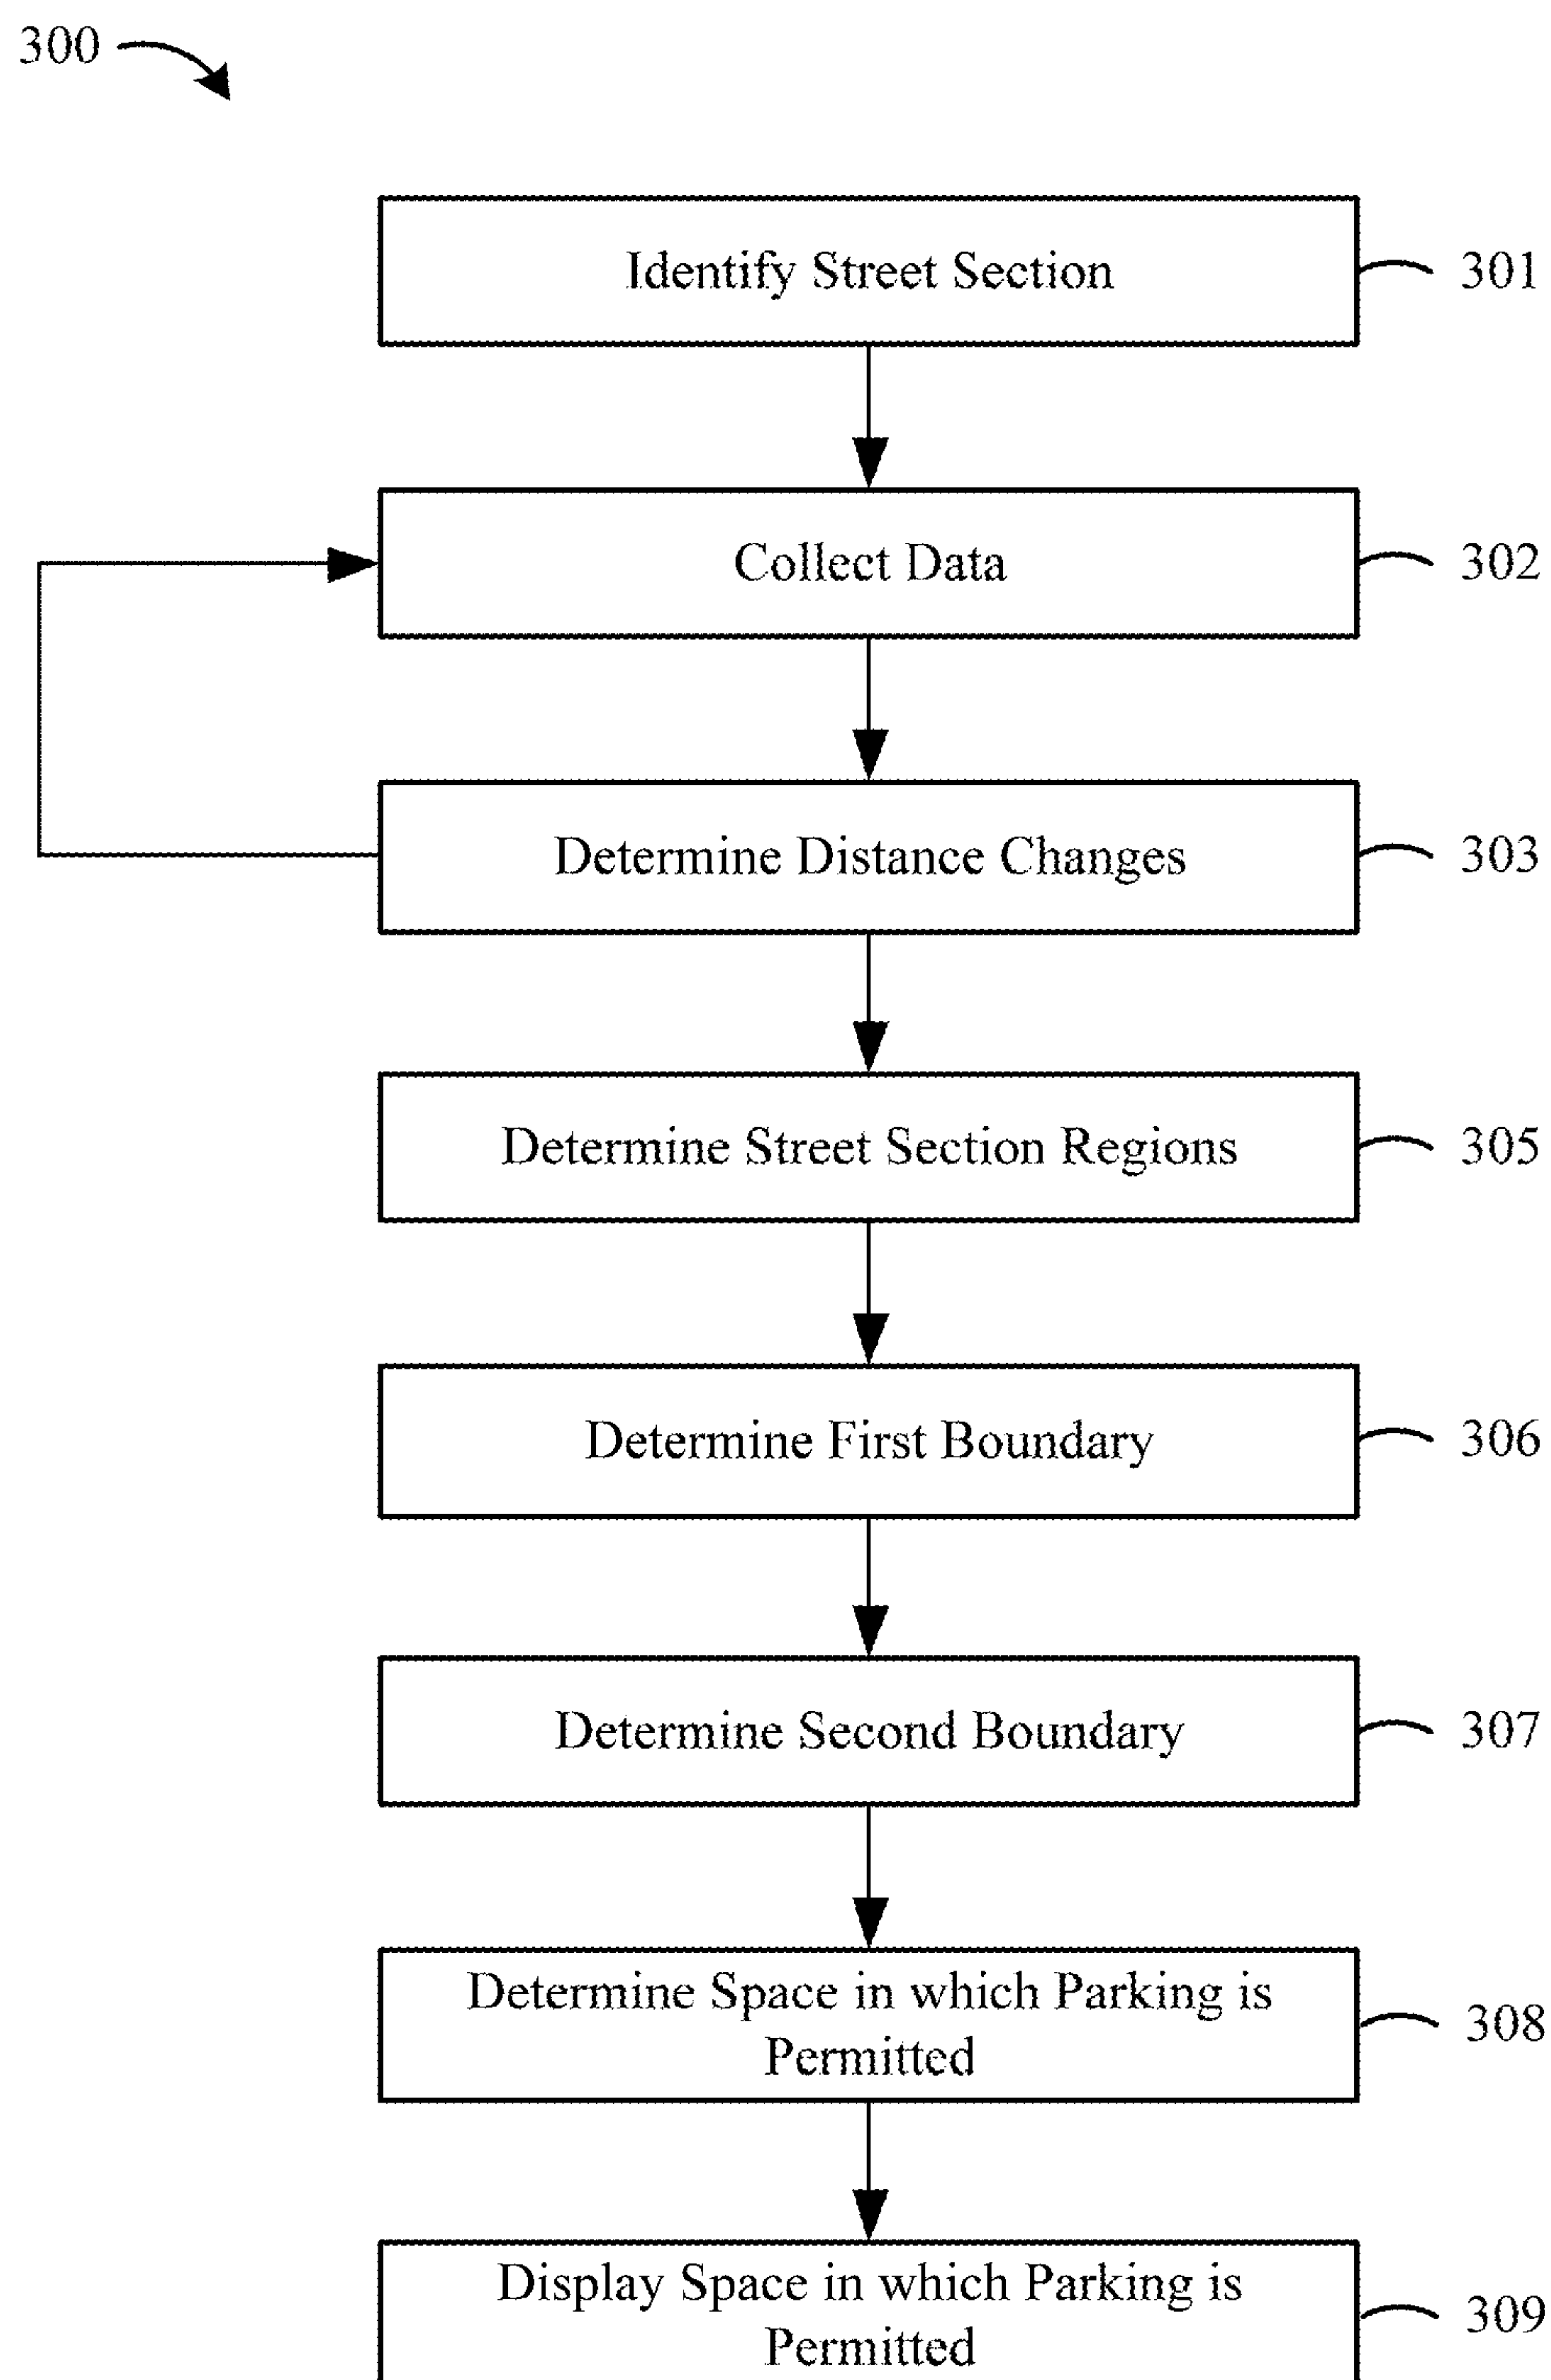 300
Identify Street Section
301
Collect Data
302
Determine Distance Changes
303
Determine Street Section Regions
305
Determine First Boundary
306
Determine Second Boundary
307
Determine Space in which Parking is
Permitted
308
Display Space in which Parking is
Permitted
309